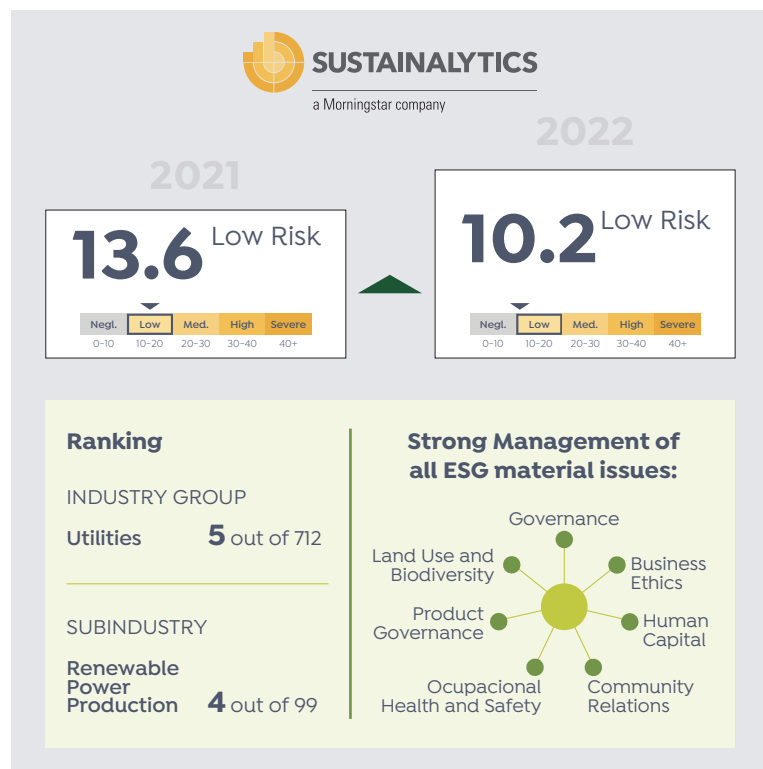 SUSTAINALYTICS
a Morningstar company
2021
13.6 Low Risk
Negl. Low Med. High Severe
0-10 10-20 20-30 30-40 40+
2022
10.2 Low Risk
Negl. Low Med. High Severe
0-10 10-20 20-30 30-40 40+
Ranking
INDUSTRY GROUP
Utilities 5 out of 712
SUBINDUSTRY
Renewable
Power
Production 4 out of 99
Strong Management of
all ESG material issues:
Governance
Business
Ethics
Human
Capital
Community
Relations
Ocupacional
Health and Safety
Product
Governance
Land Use and
Biodiversity